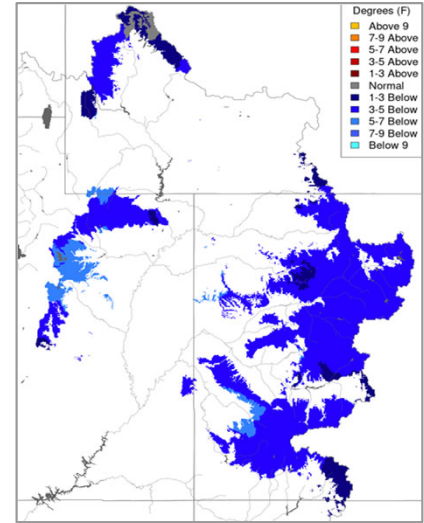 Degrees (F)
Above 9
7-9 Above
5-7 Above
3-5 Above
1-3 Above
Normal
1-3 Below
3-5 Below
5-7 Below
7-9 Below
Below 9